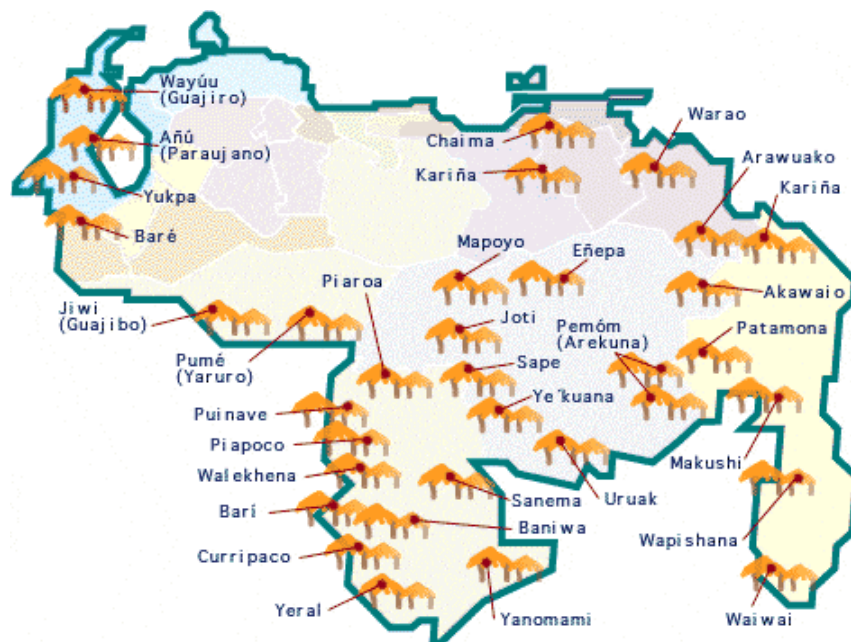 Wayúu
(Guajiro)
Añú
(Paraujano)
Yukpa
Baré
Chaima
Kariña
Warao
Arawuako
Kariña
Mapoyo
Eñepa
Piaroa
Akawaio
Jiwi
(Guajibo)
Joti
Pemóm
(Arekuna)
Patamona
Pumé
(Yaruro)
Sape
Ye´kuana
Puinave
Piapoco
Walekhena
Makushi
Sanema
Uruak
Barí
Baniwa
Wapishana
Curripaco
Yeral
Yanomami
Waiwai